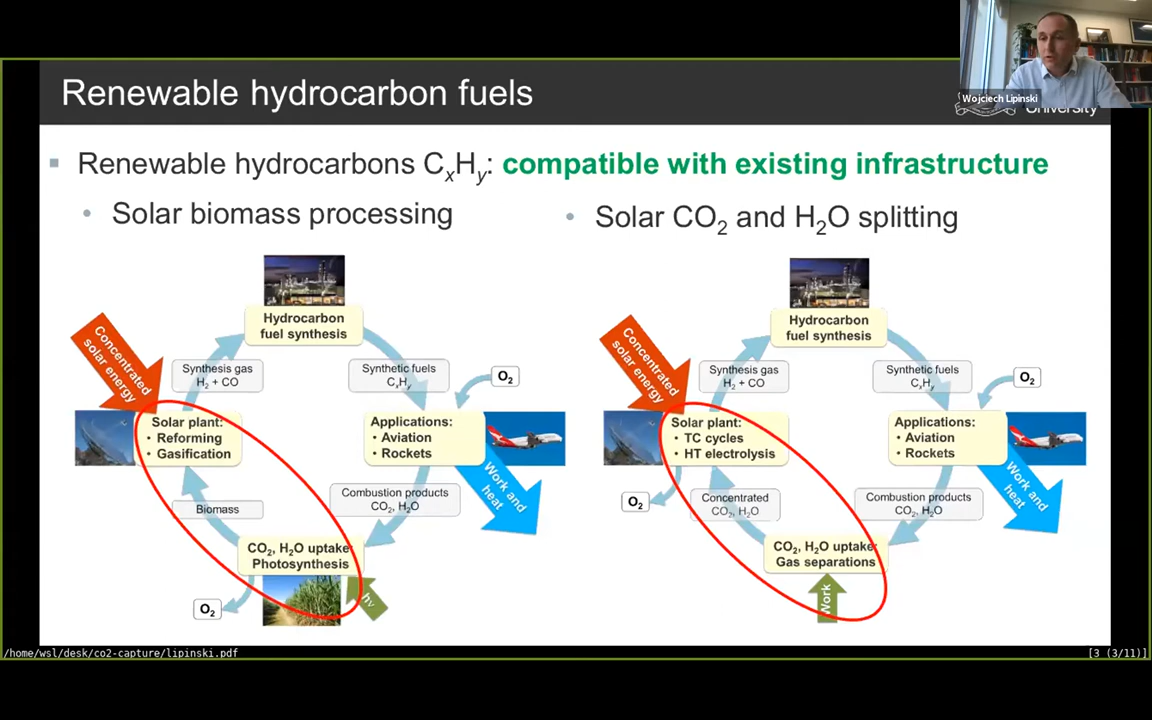 Renewable hydrocarbon fuels
Wojciech Lipinski
University
Renewable hydrocarbons CxHy: compatible with existing infrastructure
Solar biomass processing
Concentrated
solar energy
Hydrocarbon
fuel synthesis
Synthesis gas
H2 + CO
Synthetic fuels
CxHy
O2
Solar plant:
• Reforming
• Gasification
Applications:
• Aviation
• Rockets
Work and
heat
Biomass
Combustion products
CO2, H2O
CO2, H2O uptake:
Photosynthesis
O2
hν
Solar CO2 and H2O splitting
Concentrated
solar energy
Hydrocarbon
fuel synthesis
Synthesis gas
H2 + CO
Synthetic fuels
CxHy
O2
Solar plant:
• TC cycles
• HT electrolysis
Applications:
• Aviation
• Rockets
Work and
heat
O2
Concentrated
CO2, H2O
Combustion products
CO2, H2O
CO2, H2O uptake:
Gas separations
Work
/home/wsl/desk/co2-capture/lipinski.pdf
[3 (3/11)]